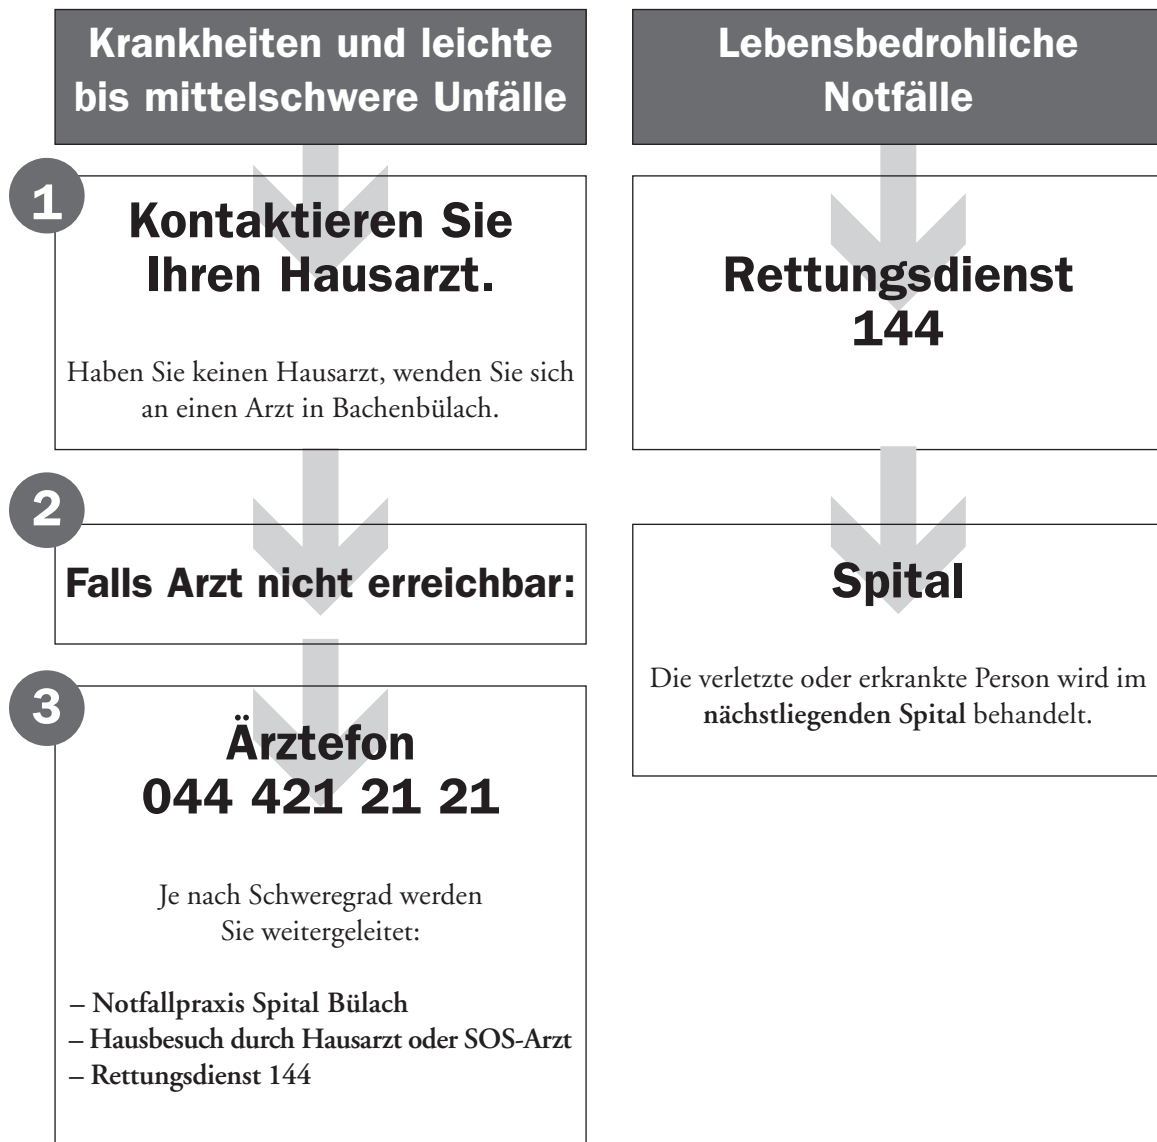 Krankheiten und leichte
bis mittelschwere Unfälle
1
Kontaktieren Sie
Ihren Hausarzt.
Haben Sie keinen Hausarzt, wenden Sie sich
an einen Arzt in Bachenbülach.
2
Falls Arzt nicht erreichbar:
3
Ärztefon
044 421 21 21
Je nach Schweregrad werden
Sie weitergeleitet:
– Notfallpraxis Spital Bülach
– Hausbesuch durch Hausarzt oder SOS-Arzt
– Rettungsdienst 144
Lebensbedrohliche
Notfälle
Rettungsdienst
144
Spital
Die verletzte oder erkrankte Person wird im
nächstliegenden Spital behandelt.